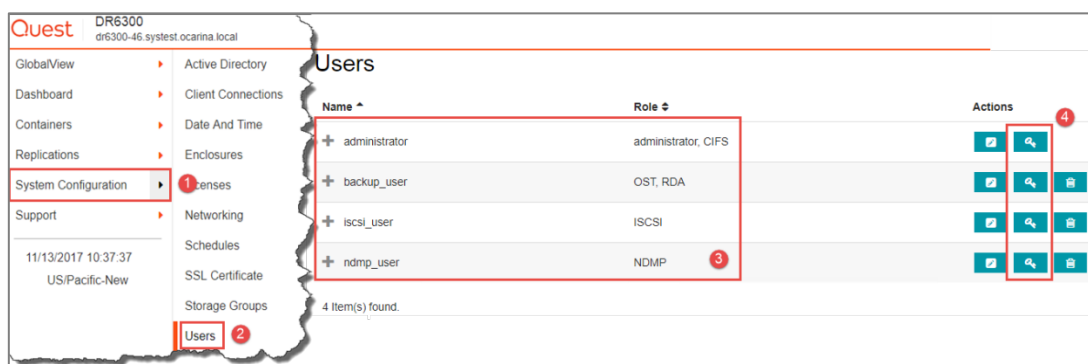 Quest
DR6300
dr6300-46.systest.ocarina.local
GlobalView
Dashboard
Containers
Replications
System Configuration
1
Support
11/13/2017 10:37:37
US/Pacific-New
Active Directory
Client Connections
Date And Time
Enclosures
censes
Networking
Schedules
SSL Certificate
Storage Groups
Users
2
Users
Name Role Actions
4
administrator administrator, CIFS
backup_user OST, RDA
iscsi_user ISCSI
ndmp_user NDMP
3
4 Item(s) found.